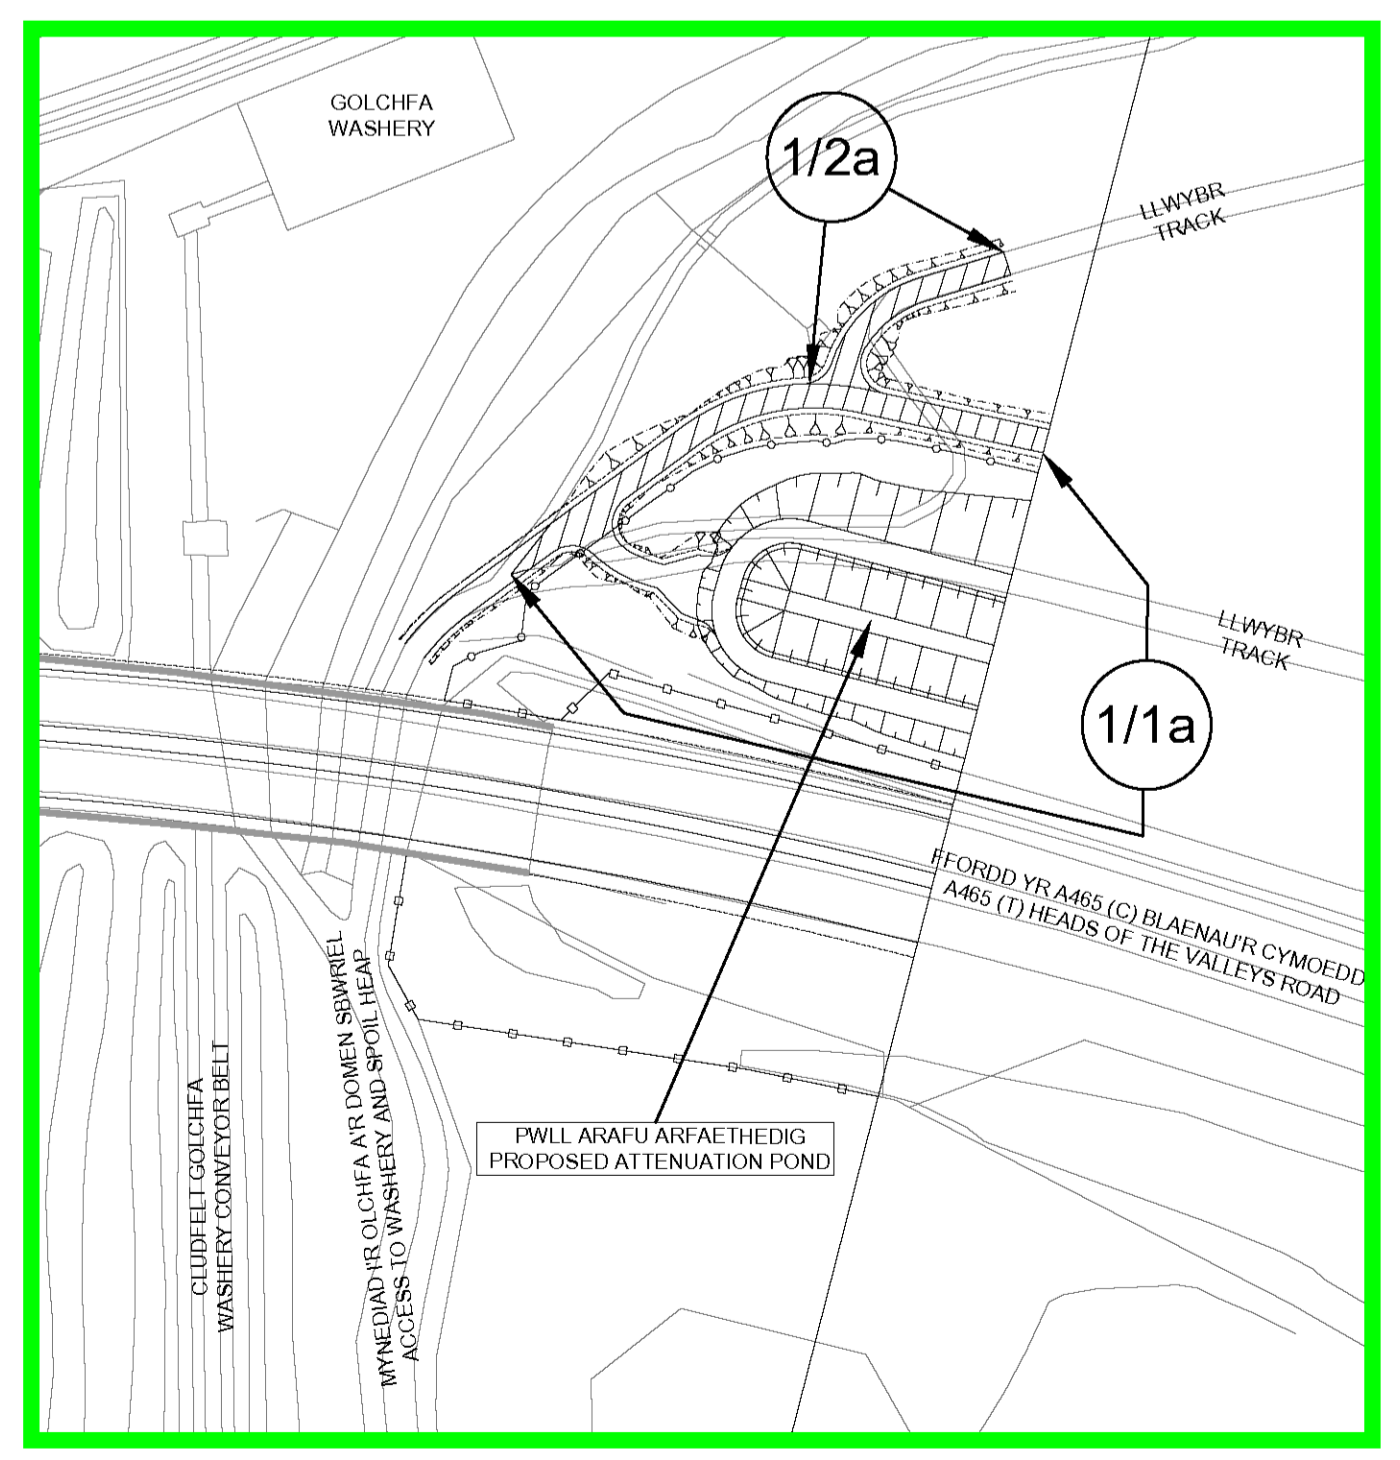 GOLCHFA
WASHERY
1/2a
LLWYBR
TRACK
LLWYBR
TRACK
1/1a
FFORDD YR A465 (C) BLAENAU'R CYMOEDD
A465 (T) HEADS OF THE VALLEYS ROAD
PWLL ARAFU ARFAETHEDIG
PROPOSED ATTENUATION POND
MYNEDIAD I'R OLCHFA A'R DOMEN SBWRIEL
ACCESS TO WASHERY AND SPOIL HEAP
CLUDFELT GOLCHFA
WASHERY CONVEYOR BELT